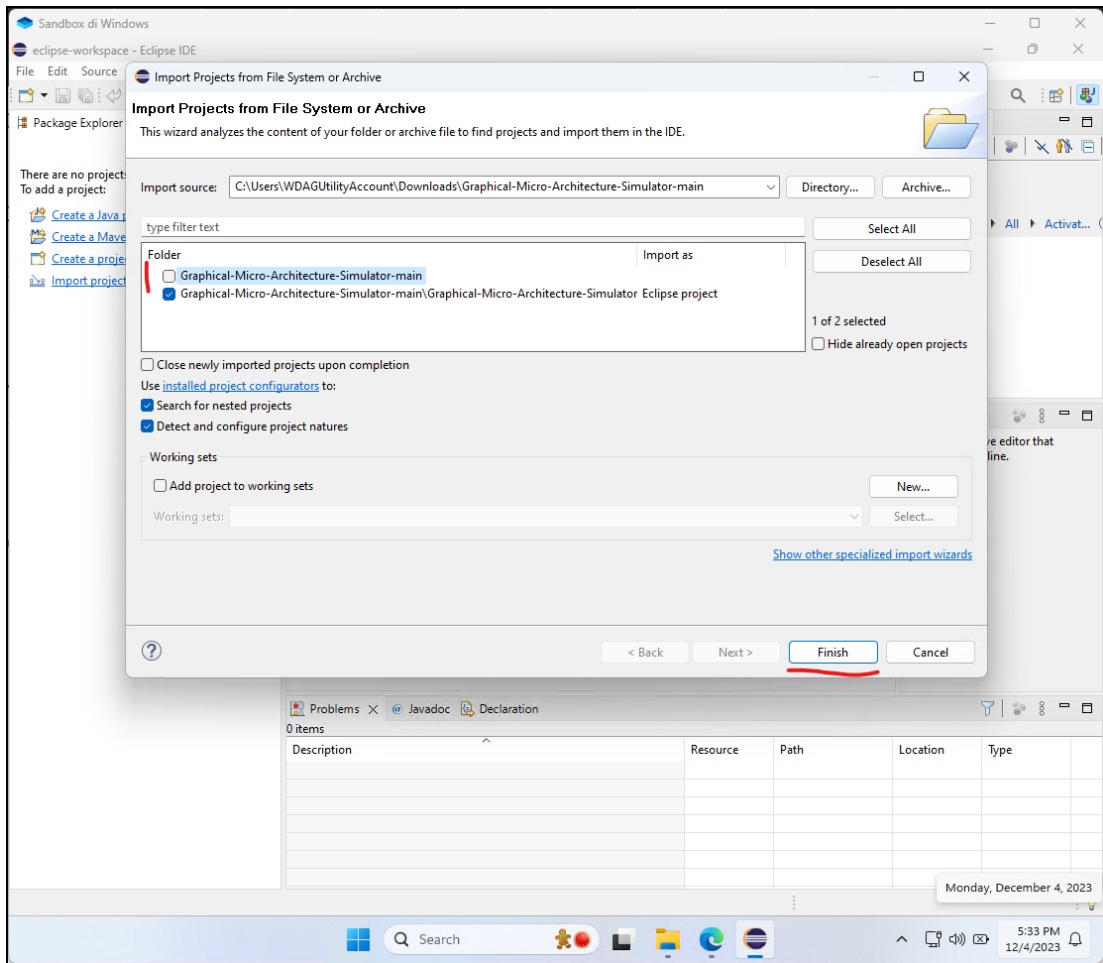 Sandbox di Windows
eclipse-workspace - Eclipse IDE
File Edit Source
Import Projects from File System or Archive
Import Projects from File System or Archive
This wizard analyzes the content of your folder or archive file to find projects and import them in the IDE.
Package Explorer
There are no projects
To add a project:
Create a Java p
Create a Mave
Create a proje
Import project
Import source: C:\Users\WDAGUtilityAccount\Downloads\Graphical-Micro-Architecture-Simulator-main Directory... Archive...
type filter text Select All
Folder Import as
Deselect All
Graphical-Micro-Architecture-Simulator-main
Graphical-Micro-Architecture-Simulator-main\Graphical-Micro-Architecture-Simulator Eclipse project
1 of 2 selected
Hide already open projects
Close newly imported projects upon completion
Use installed project configurators to:
Search for nested projects
Detect and configure project natures
Working sets
Add project to working sets New...
Working sets: Select...
Show other specialized import wizards
< Back Next > Finish Cancel
All Activat...
ve editor that
line.
Problems Javadoc Declaration
0 items
Description Resource Path Location Type
Monday, December 4, 2023
Search
5:33 PM
12/4/2023